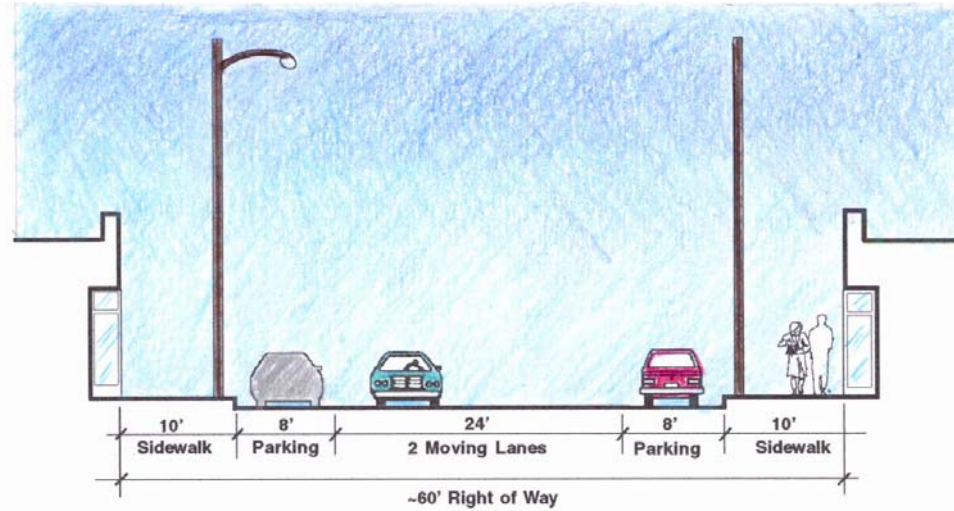 10' 8' 24' 8' 10'
Sidewalk Parking 2 Moving Lanes Parking Sidewalk
~60' Right of Way